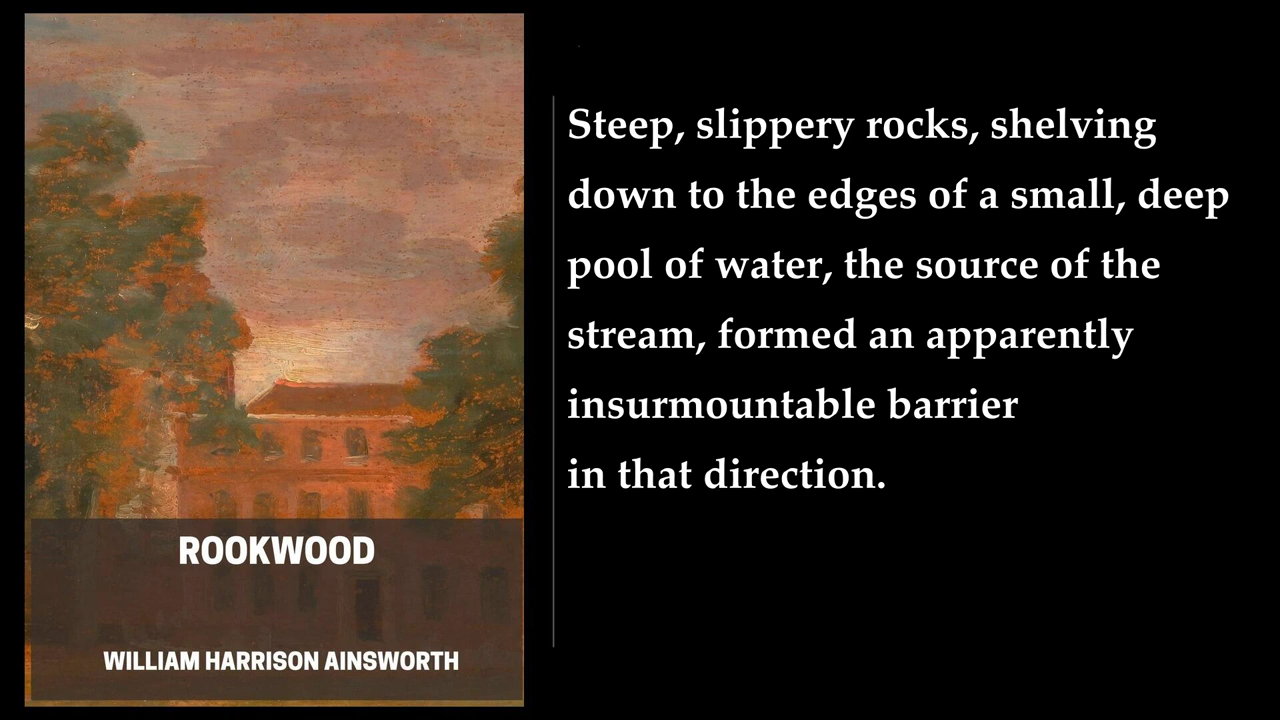 ROOKWOOD
WILLIAM HARRISON AINSWORTH
Steep, slippery rocks, shelving
down to the edges of a small, deep
pool of water, the source of the
stream, formed an apparently
insurmountable barrier
in that direction.